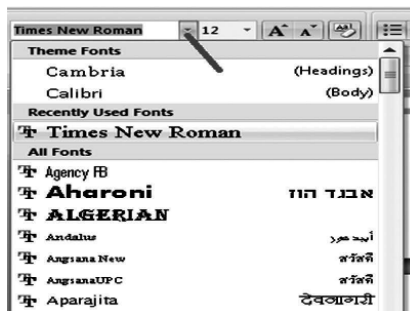 Times New Roman 12
Theme Fonts
Cambria (Headings)
Calibri (Body)
Recently Used Fonts
Times New Roman
All Fonts
Agency FB
Aharoni אבגד הוז
ALGERIAN
Andalus أبجد هوز
Angsana New สวัสดี
AngsanaUPC สวัสดี
Aparajita देवनागरी